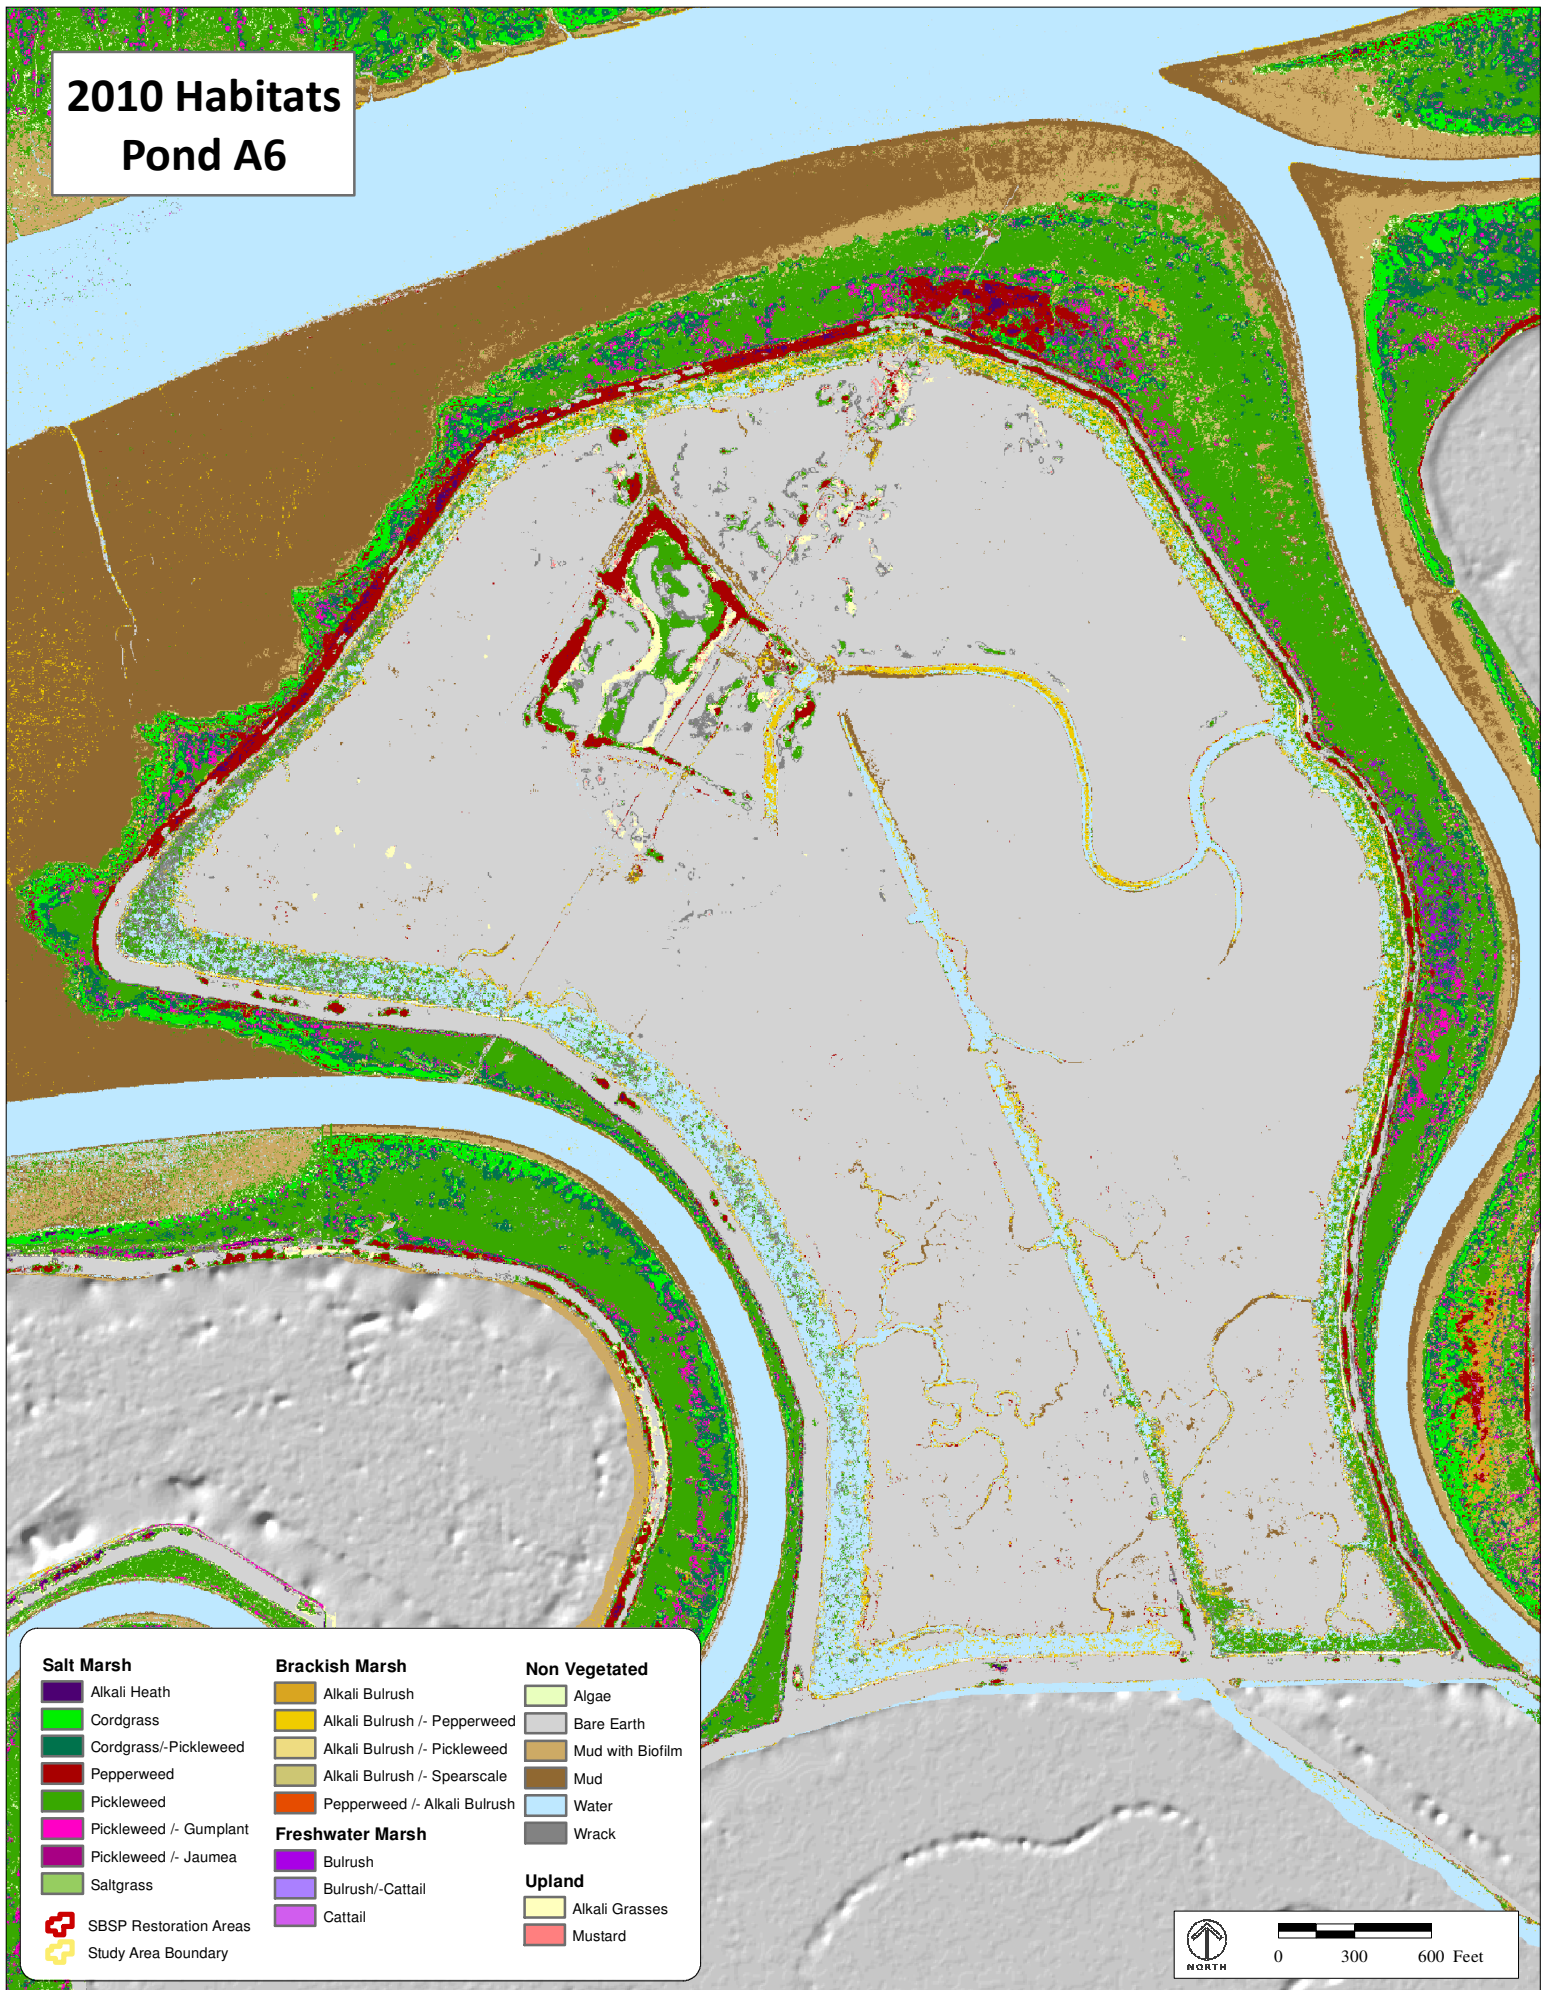 2010 Habitats
Pond A6
Salt Marsh
Alkali Heath
Cordgrass
Cordgrass/-Pickleweed
Pepperweed
Pickleweed
Pickleweed /- Gumplant
Pickleweed /- Jaumea
Saltgrass
SBSP Restoration Areas
Study Area Boundary
Brackish Marsh
Alkali Bulrush
Alkali Bulrush /- Pepperweed
Alkali Bulrush /- Pickleweed
Alkali Bulrush /- Spearscale
Pepperweed /- Alkali Bulrush
Freshwater Marsh
Bulrush
Bulrush/-Cattail
Cattail
Non Vegetated
Algae
Bare Earth
Mud with Biofilm
Mud
Water
Wrack
Upland
Alkali Grasses
Mustard
NORTH
0 300 600 Feet